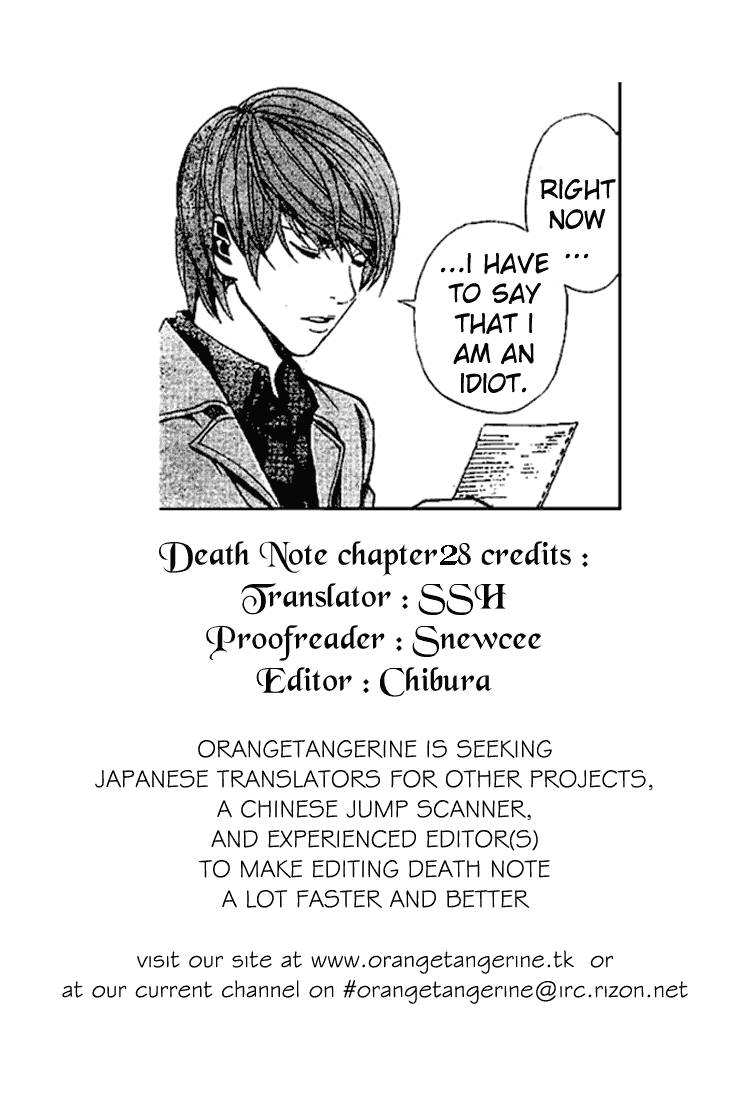 RIGHT
NOW
...
...I HAVE
TO SAY
THAT I
AM AN
IDIOT.
Death Note chapter28 credits :
Translator : SSH
Proofreader : Snewcee
Editor : Chibura
ORANGETANGERINE IS SEEKING
JAPANESE TRANSLATORS FOR OTHER PROJECTS,
A CHINESE JUMP SCANNER,
AND EXPERIENCED EDITOR(S)
TO MAKE EDITING DEATH NOTE
A LOT FASTER AND BETTER
visit our site at www.orangetangerine.tk or
at our current channel on #orangetangerine@irc.rizon.net